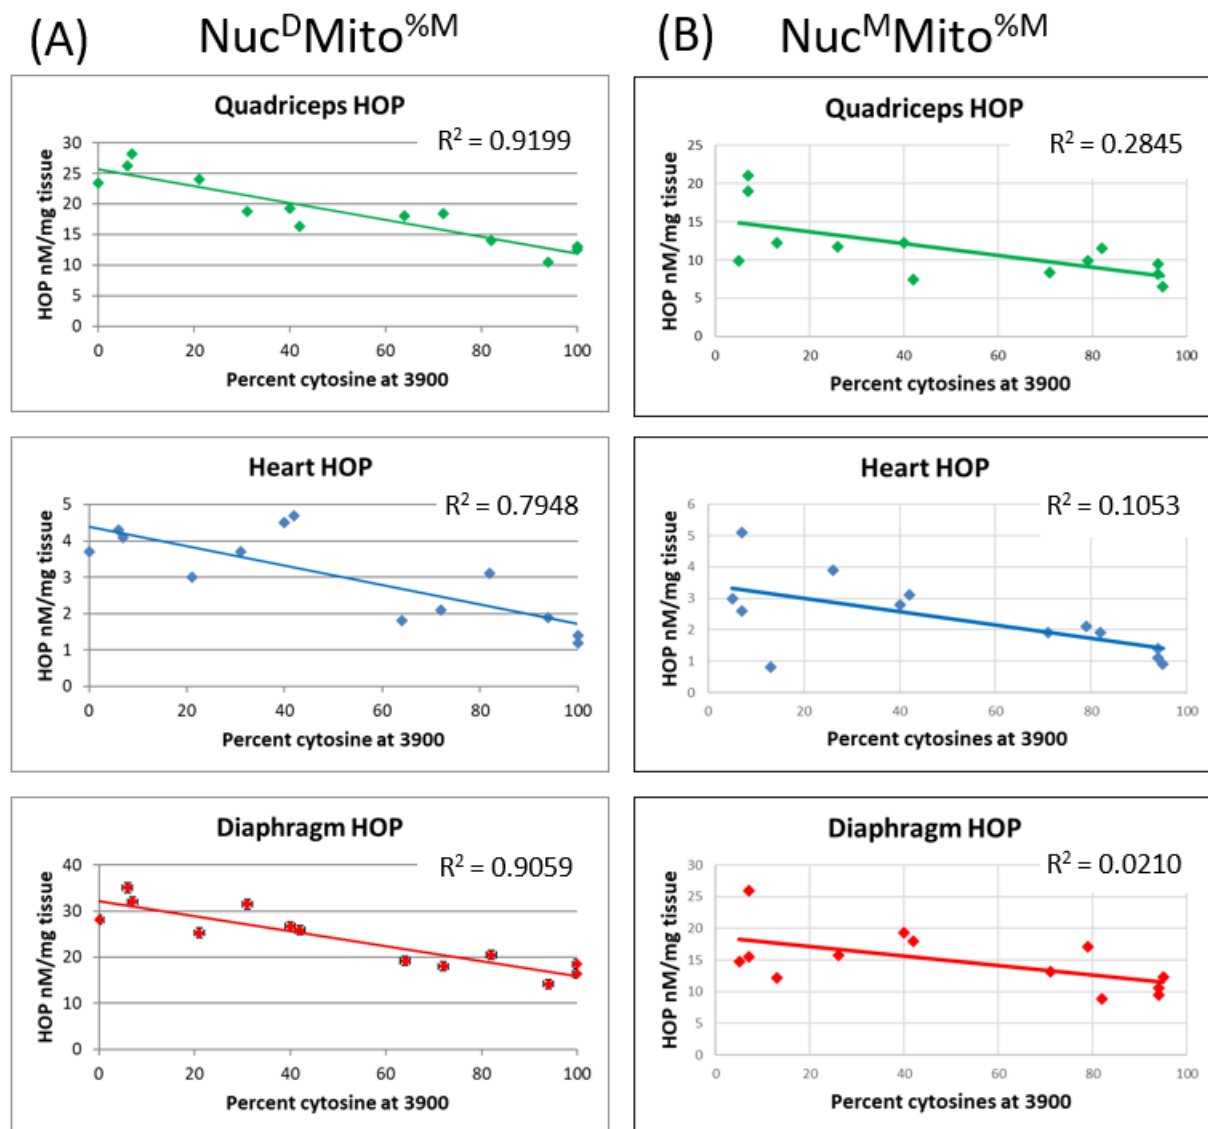 (A) Nuc^DMito^%M
(B) Nuc^MMito^%M
Quadriceps HOP
R² = 0.9199
HOP nM/mg tissue
30
25
20
15
10
5
0
0 20 40 60 80 100
Percent cytosine at 3900
Quadriceps HOP
R² = 0.2845
HOP nM/mg tissue
25
20
15
10
5
0
0 20 40 60 80 100
Percent cytosines at 3900
Heart HOP
R² = 0.7948
HOP nM/mg tissue
5
4
3
2
1
0
0 20 40 60 80 100
Percent cytosine at 3900
Heart HOP
R² = 0.1053
HOP nM/mg tissue
6
5
4
3
2
1
0
0 20 40 60 80 100
Percent cytosines at 3900
Diaphragm HOP
R² = 0.9059
HOP nM/mg tissue
40
30
20
10
0
0 20 40 60 80 100
Percent cytosine at 3900
Diaphragm HOP
R² = 0.0210
HOP nM/mg tissue
30
25
20
15
10
5
0
0 20 40 60 80 100
Percent cytosines at 3900